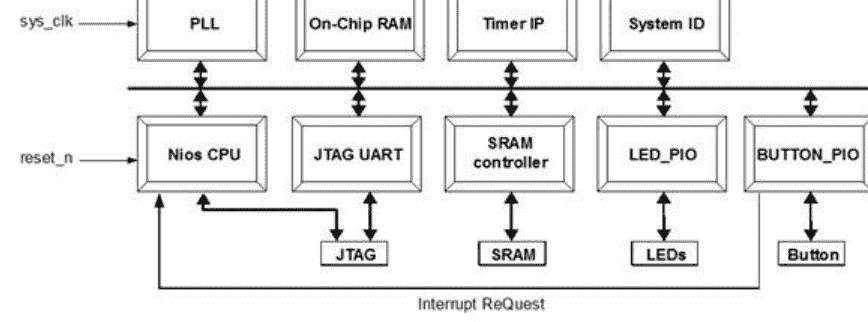 sys_clk
PLL
On-Chip RAM
Timer IP
System ID
reset_n
Nios CPU
JTAG UART
SRAM
controller
LED_PIO
BUTTON_PIO
JTAG
SRAM
LEDs
Button
Interrupt ReQuest